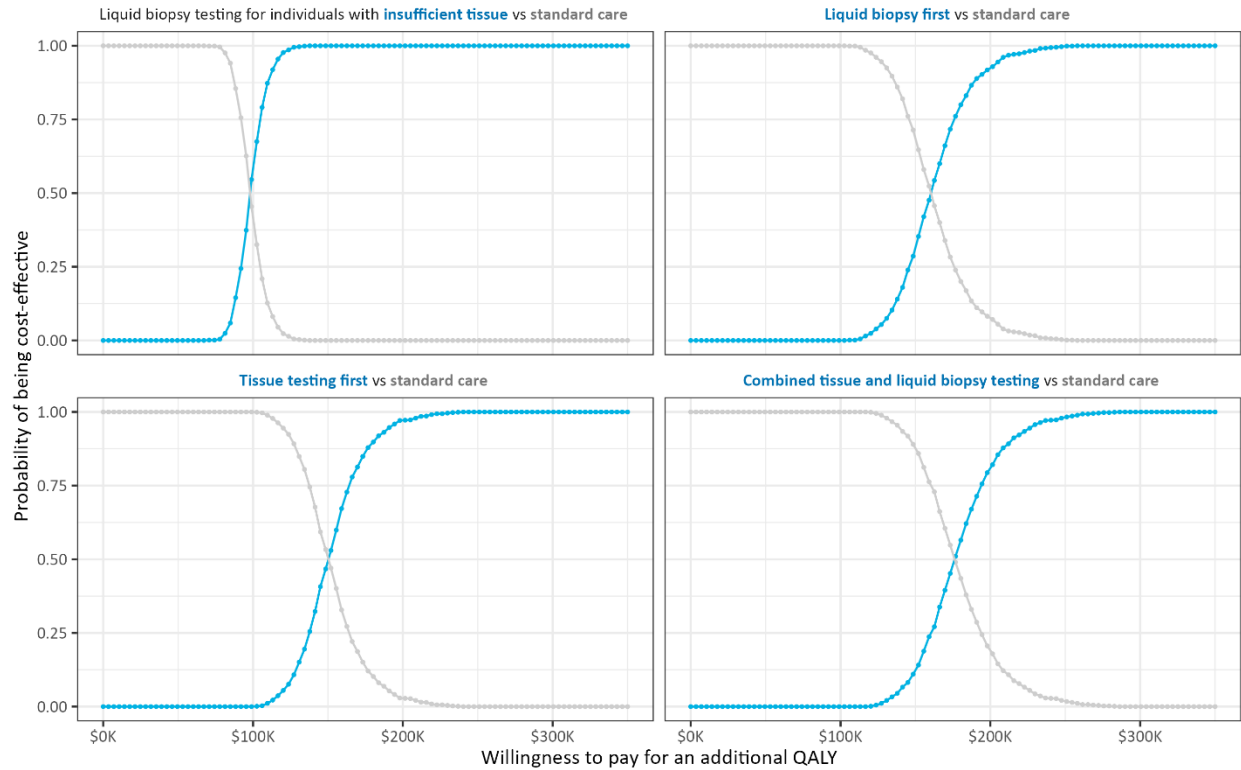 Liquid biopsy testing for individuals with insufficient tissue vs standard care
Liquid biopsy first vs standard care
1.00
0.75
0.50
0.25
0.00
Tissue testing first vs standard care
Combined tissue and liquid biopsy testing vs standard care
1.00
0.75
0.50
0.25
0.00
Probability of being cost-effective
$0K
$100K
$200K
$300K
$0K
$100K
$200K
$300K
Willingness to pay for an additional QALY